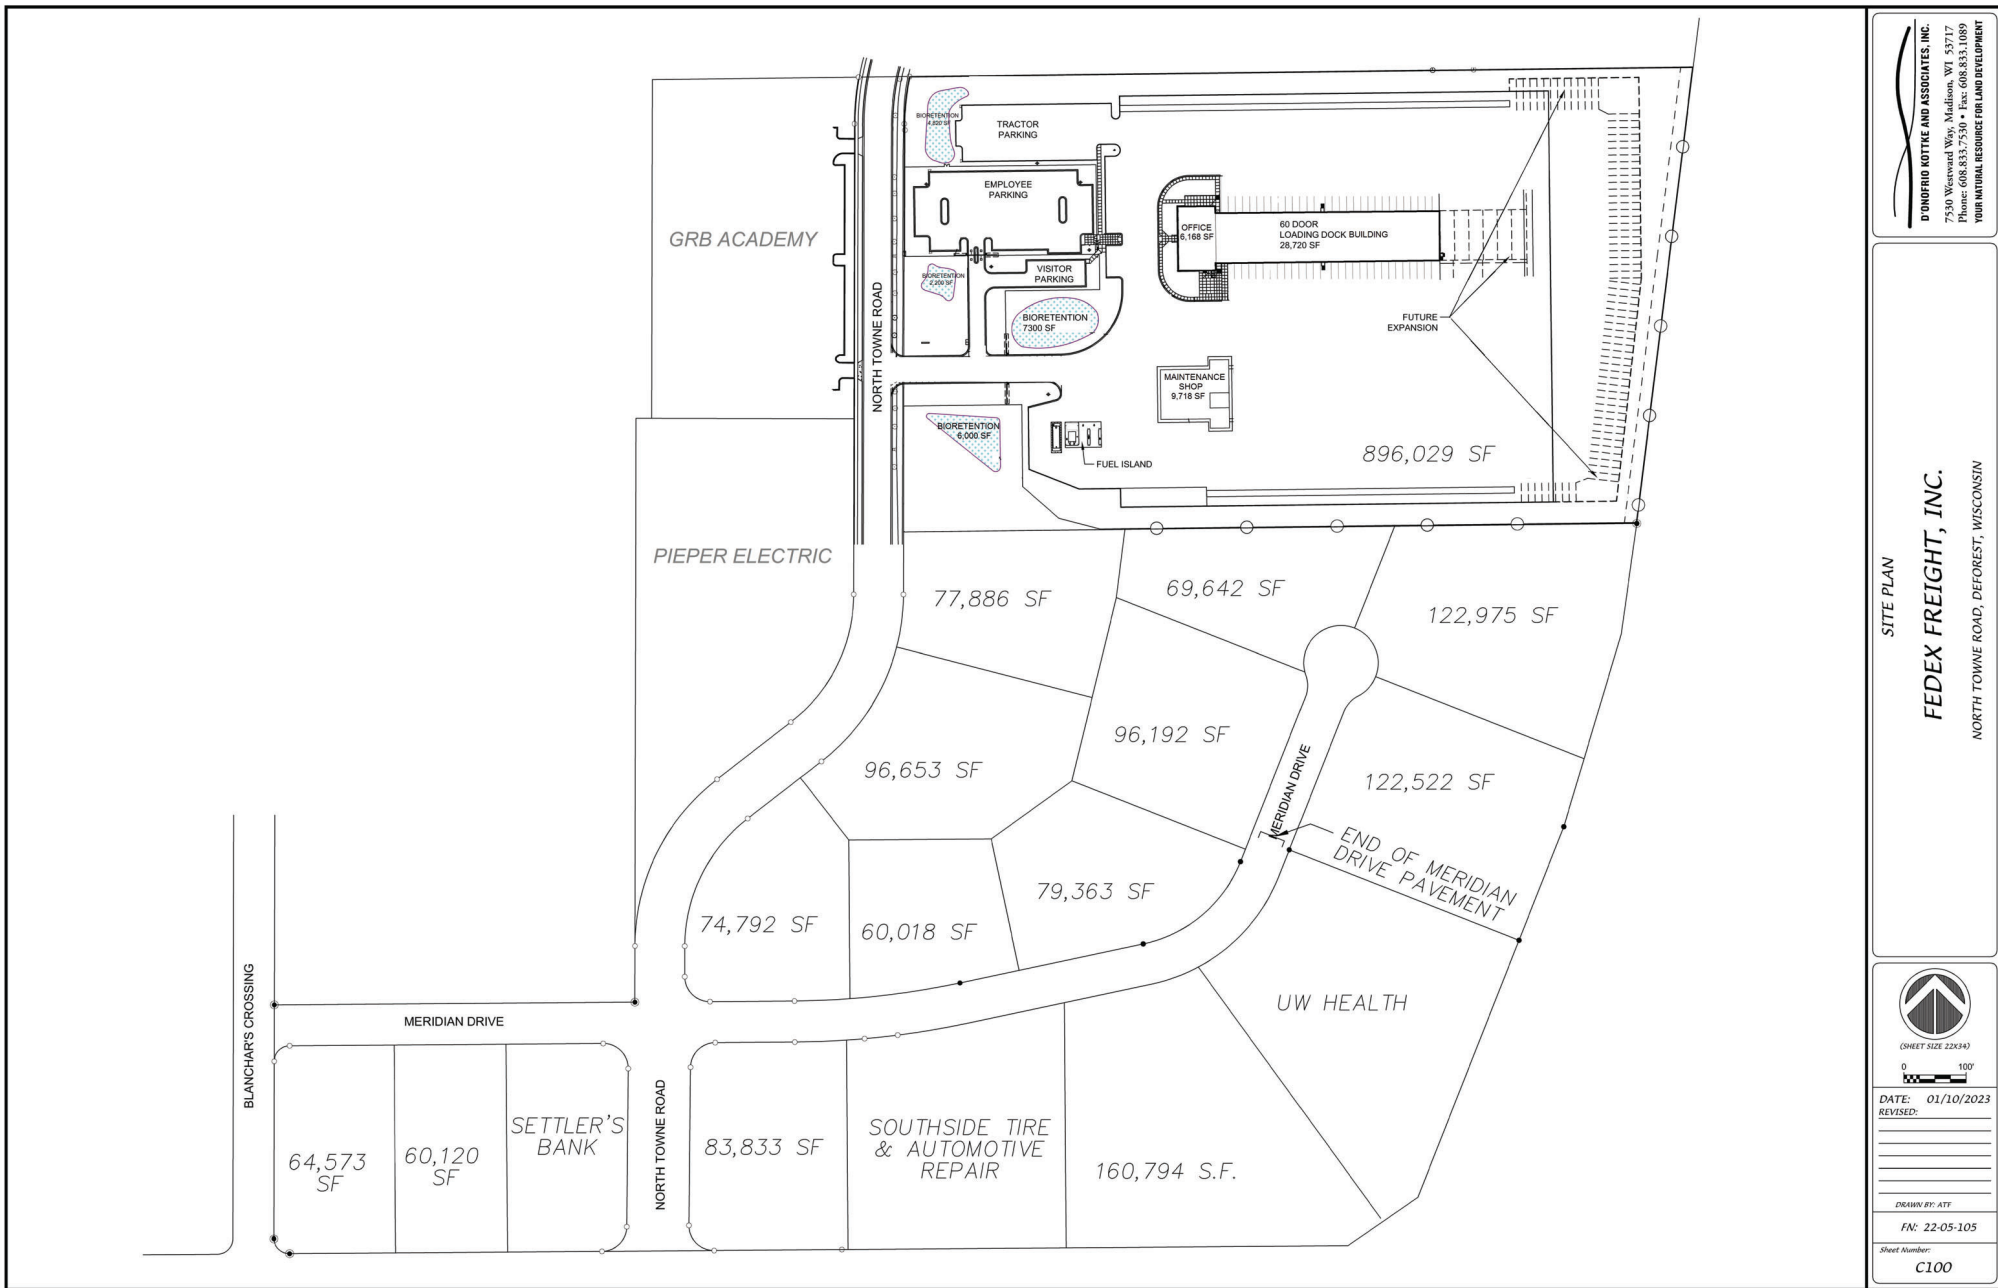 BIORETENTION
4,820 SF
TRACTOR
PARKING
EMPLOYEE
PARKING
GRB ACADEMY
OFFICE
6,168 SF
60 DOOR
LOADING DOCK BUILDING
28,720 SF
BIORETENTION
2,200 SF
VISITOR
PARKING
BIORETENTION
7300 SF
NORTH TOWNE ROAD
FUTURE
EXPANSION
MAINTENANCE
SHOP
9,718 SF
BIORETENTION
6,000 SF
FUEL ISLAND
896,029 SF
PIEPER ELECTRIC
77,886 SF
69,642 SF
122,975 SF
96,653 SF
96,192 SF
122,522 SF
MERIDIAN DRIVE
END OF MERIDIAN
DRIVE PAVEMENT
74,792 SF
60,018 SF
79,363 SF
UW HEALTH
BLANCHAR'S CROSSING
MERIDIAN DRIVE
NORTH TOWNE ROAD
64,573
SF
60,120
SF
SETTLER'S
BANK
83,833 SF
SOUTHSIDE TIRE
& AUTOMOTIVE
REPAIR
160,794 S.F.
D'ONOFRIO KOTTKE AND ASSOCIATES, INC.
7530 Westward Way, Madison, WI 53717
Phone: 608.833.7530 • Fax: 608.833.1089
YOUR NATURAL RESOURCE FOR LAND DEVELOPMENT
SITE PLAN
FEDEX FREIGHT, INC.
NORTH TOWNE ROAD, DEFOREST, WISCONSIN
(SHEET SIZE 22X34)
0 100'
DATE: 01/10/2023
REVISED:
DRAWN BY: ATF
FN: 22-05-105
Sheet Number:
C100